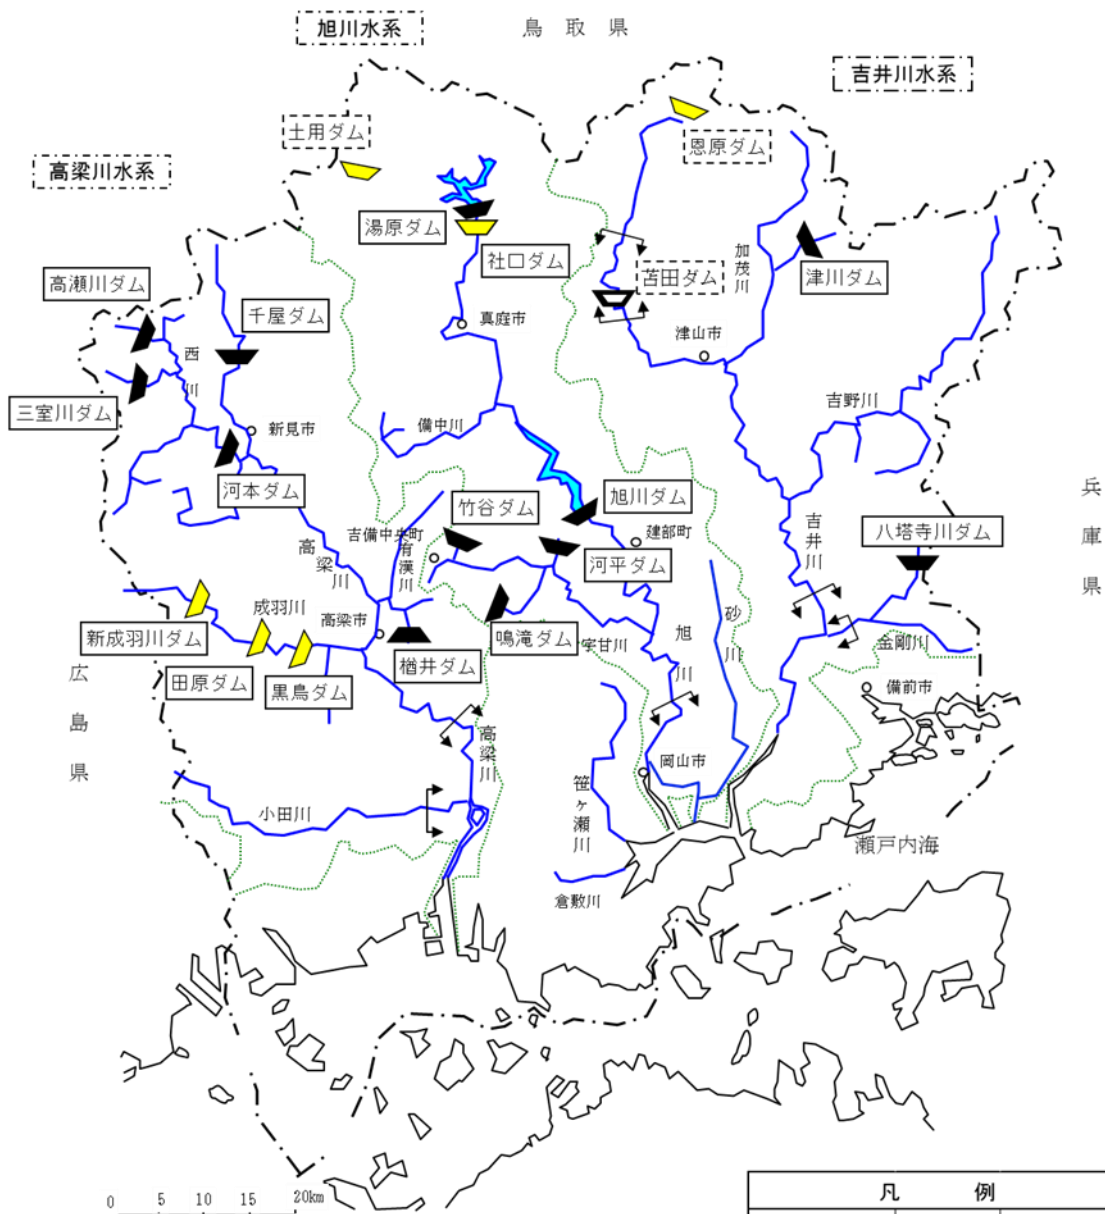 旭川水系
鳥取県
吉井川水系
高梁川水系
土用ダム
恩原ダム
湯原ダム
社口ダム
加茂川
津川ダム
苫田ダム
高瀬川ダム
千屋ダム
真庭市
津山市
西川
三室川ダム
新見市
備中川
吉野川
河本ダム
竹谷ダム
旭川ダム
兵庫県
吉備中央町
有漢川
建部町
吉井川
八塔寺川ダム
高梁川
河平ダム
成羽川
高梁市
新成羽川ダム
楢井ダム
鳴滝ダム
宇甘川
旭川
砂川
金剛川
広島県
田原ダム
黒鳥ダム
備前市
高梁川
岡山市
笹ヶ瀬川
小田川
瀬戸内海
倉敷川
0 5 10 15 20km
凡例